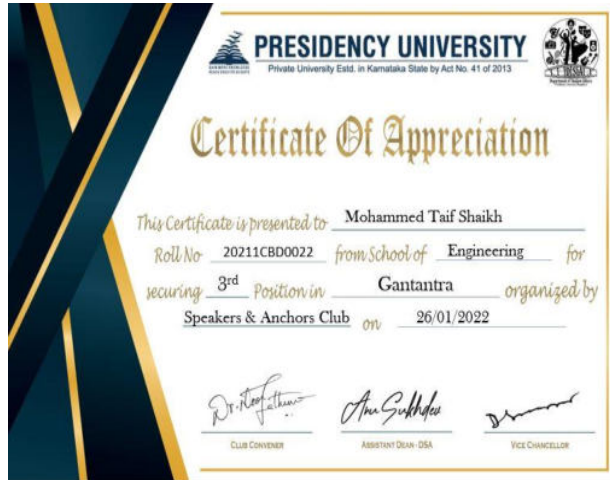 PRESIDENCY UNIVERSITY
Private University Estd. in Karnataka State by Act No. 41 of 2013
Certificate Of Appreciation
This Certificate is presented to Mohammed Taif Shaikh
Roll No 20211CBD0022 from School of Engineering for
securing 3rd Position in Gantantra organized by
Speakers & Anchors Club on 26/01/2022
CLUB CONVENER ASSISTANT DEAN - DSA VICE CHANCELLOR